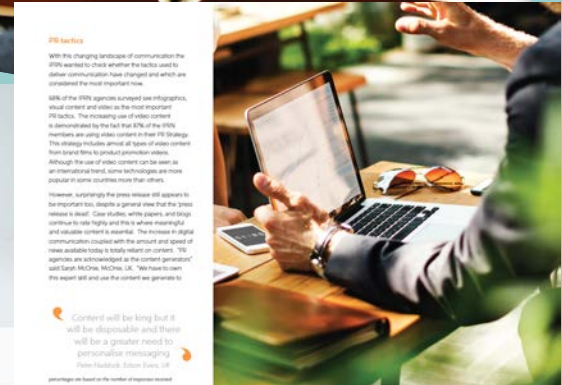 PR tactics
With this changing landscape of communication the
IPRN wanted to check whether the tactics used to
deliver communication have changed and which are
considered the most important now.
68% of the IPRN agencies surveyed see infographics,
visual content and video as the most important
PR tactics. The increasing use of video content
is demonstrated by the fact that 87% of the IPRN
members are using video content in their PR Strategy.
This strategy includes almost all types of video content
from brand films to product promotion videos.
Although the use of video content can be seen as
an international trend, some technologies are more
popular in some countries more than others.
However, surprisingly the press release still appears to
be important too, despite a general view that the 'press
release is dead'. Case studies, white papers, and blogs
continue to rate highly and this is where meaningful
and valuable content is essential. The increase in digital
communication coupled with the amount and speed of
news available today is totally reliant on content. "PR
agencies are acknowledged as the content generators"
said Sarah McOnie, McOnie, UK. "We have to own
this expert skill and use the content we generate to
Content will be king but it
will be disposable and there
will be a greater need to
personalise messaging
Peter Haddock, Edson Evers, UK
percentages are based on the number of responses received